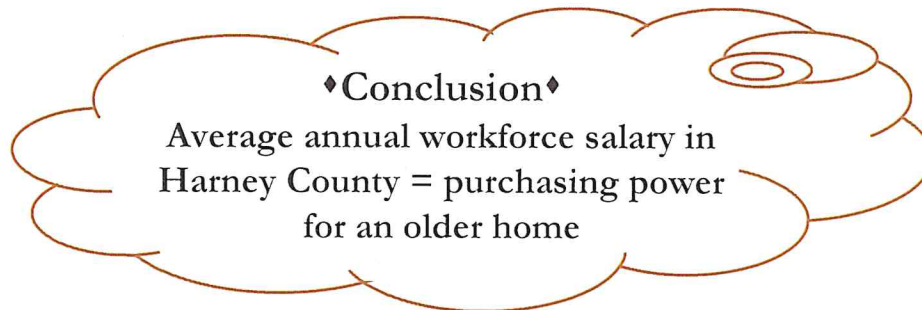 ♦Conclusion♦
Average annual workforce salary in
Harney County = purchasing power
for an older home